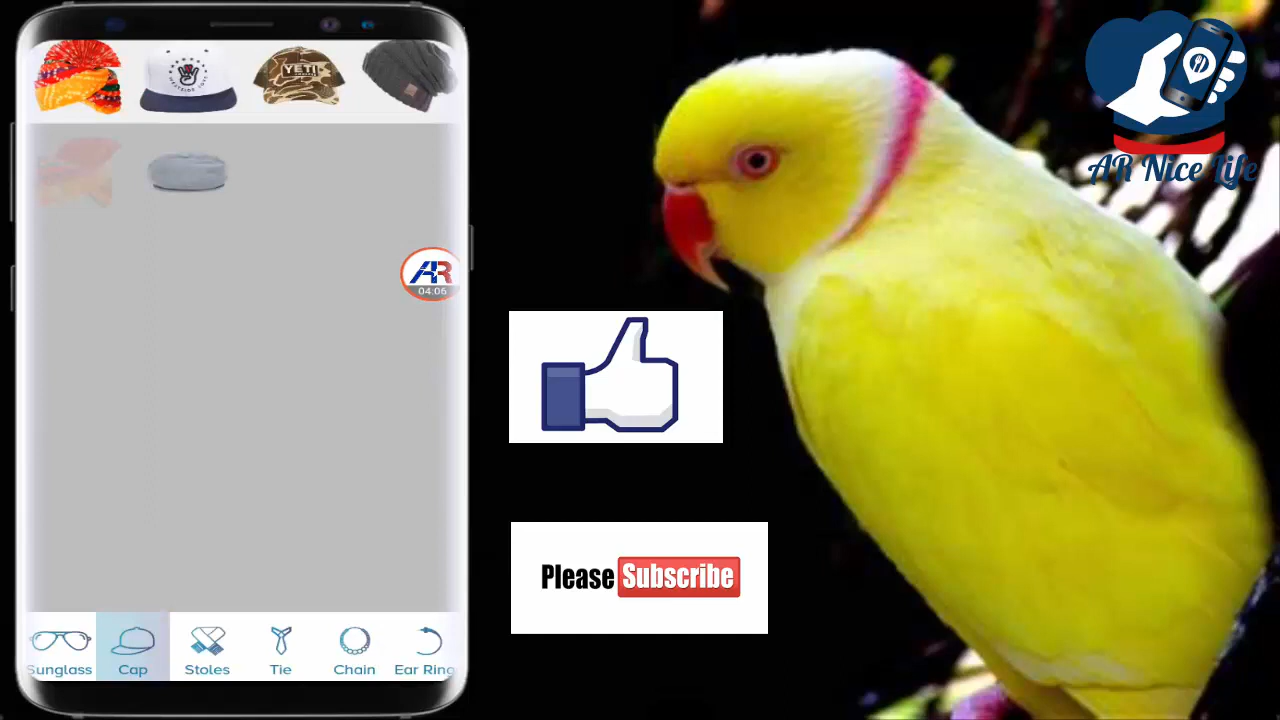 YETI
AR
04:06
Sunglass
Cap
Stoles
Tie
Chain
Ear Ring
AR Nice Life
Please Subscribe